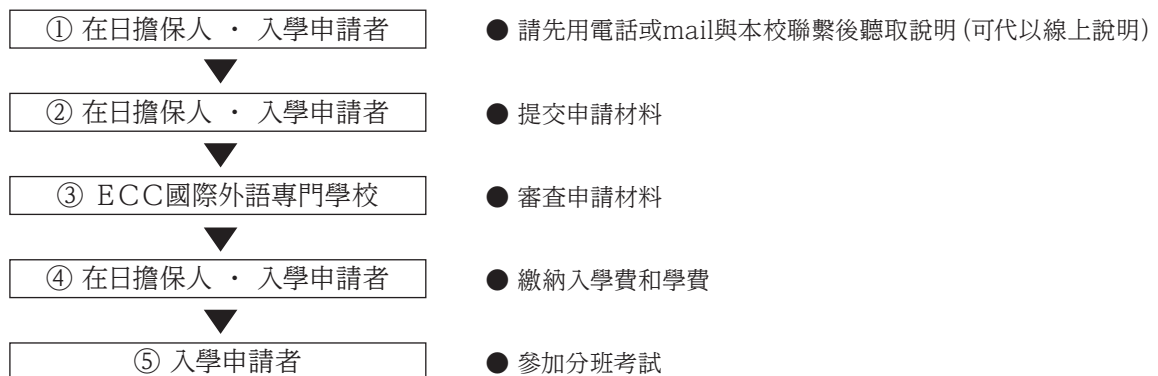 ① 在日擔保人 ・ 入學申請者
● 請先用電話或mail與本校聯繫後聽取說明 (可代以線上說明)
② 在日擔保人 ・ 入學申請者
● 提交申請材料
③ ECC國際外語專門學校
● 審查申請材料
④ 在日擔保人 ・ 入學申請者
● 繳納入學費和學費
⑤ 入學申請者
● 參加分班考試